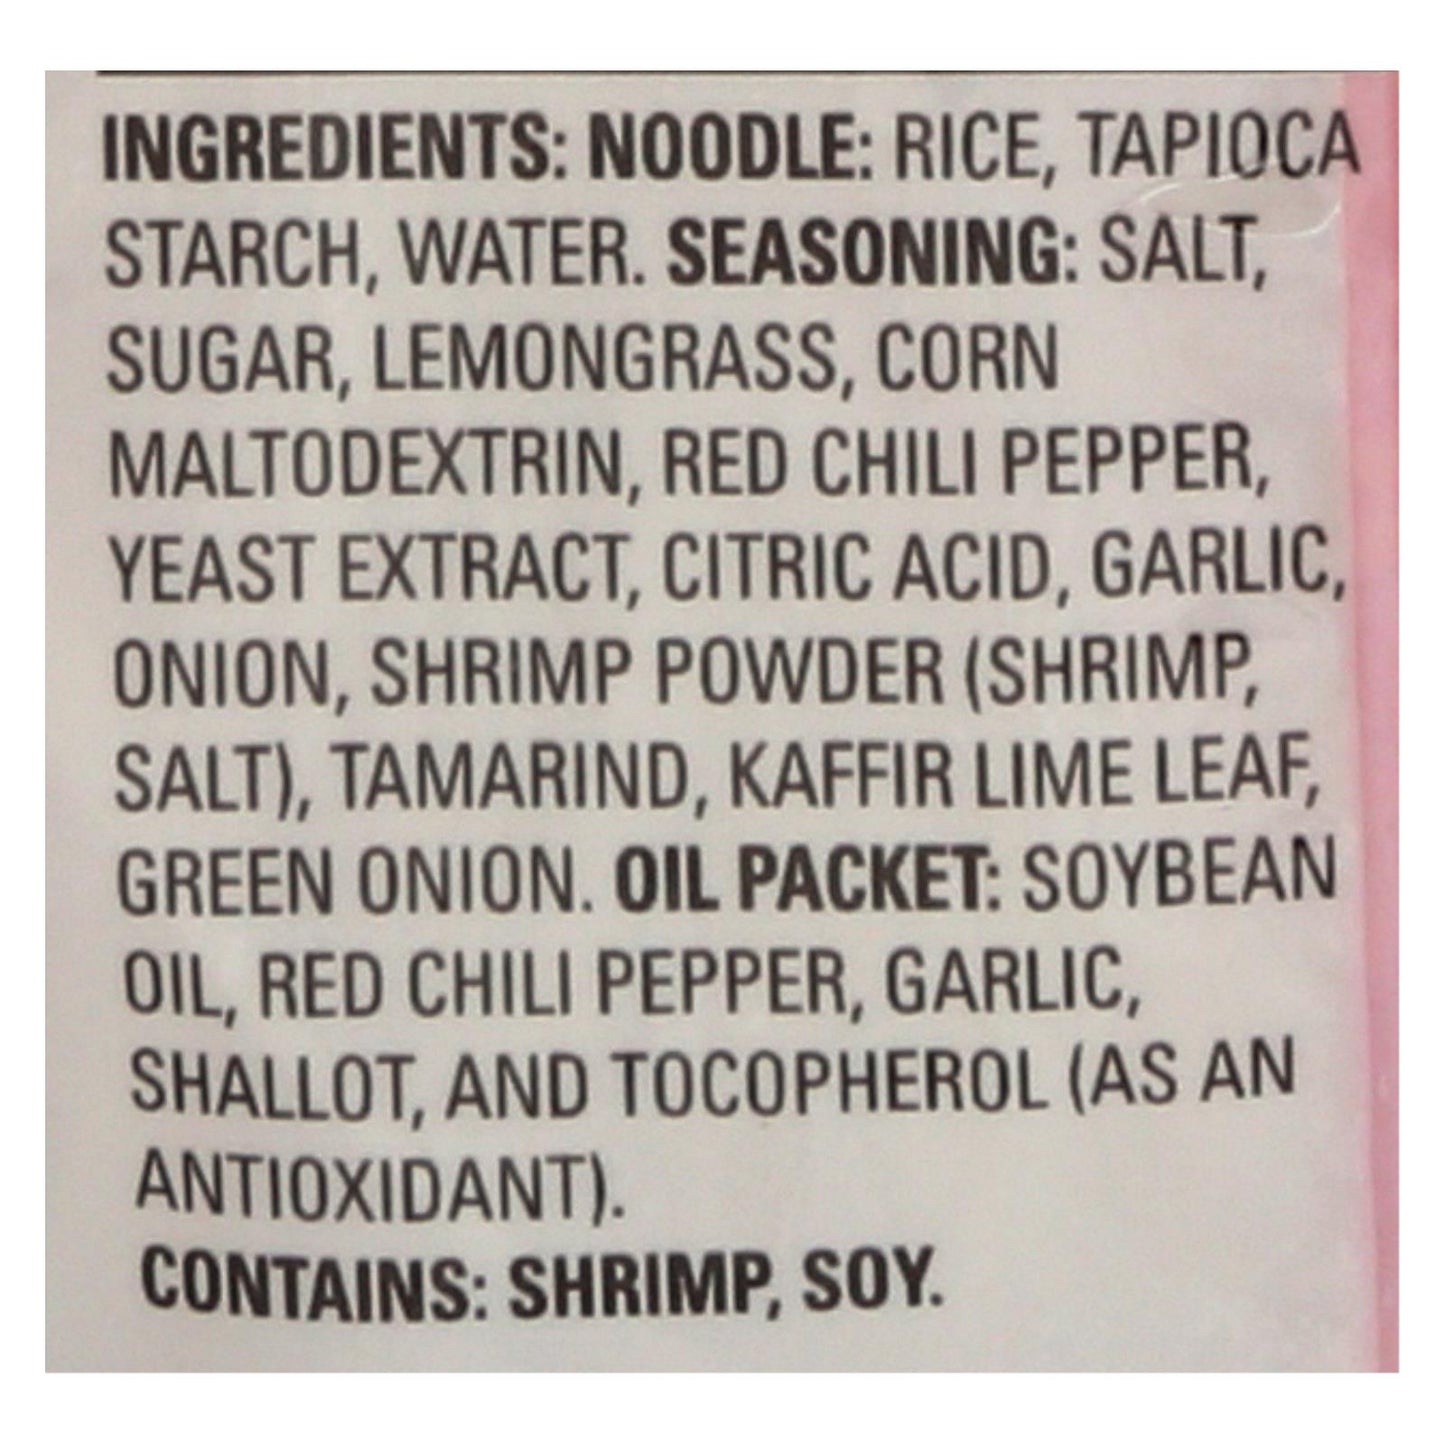 INGREDIENTS: NOODLE: RICE, TAPIOCA
STARCH, WATER. SEASONING: SALT,
SUGAR, LEMONGRASS, CORN
MALTODEXTRIN, RED CHILI PEPPER,
YEAST EXTRACT, CITRIC ACID, GARLIC,
ONION, SHRIMP POWDER (SHRIMP,
SALT), TAMARIND, KAFFIR LIME LEAF,
GREEN ONION. OIL PACKET: SOYBEAN
OIL, RED CHILI PEPPER, GARLIC,
SHALLOT, AND TOCOPHEROL (AS AN
ANTIOXIDANT).
CONTAINS: SHRIMP, SOY.